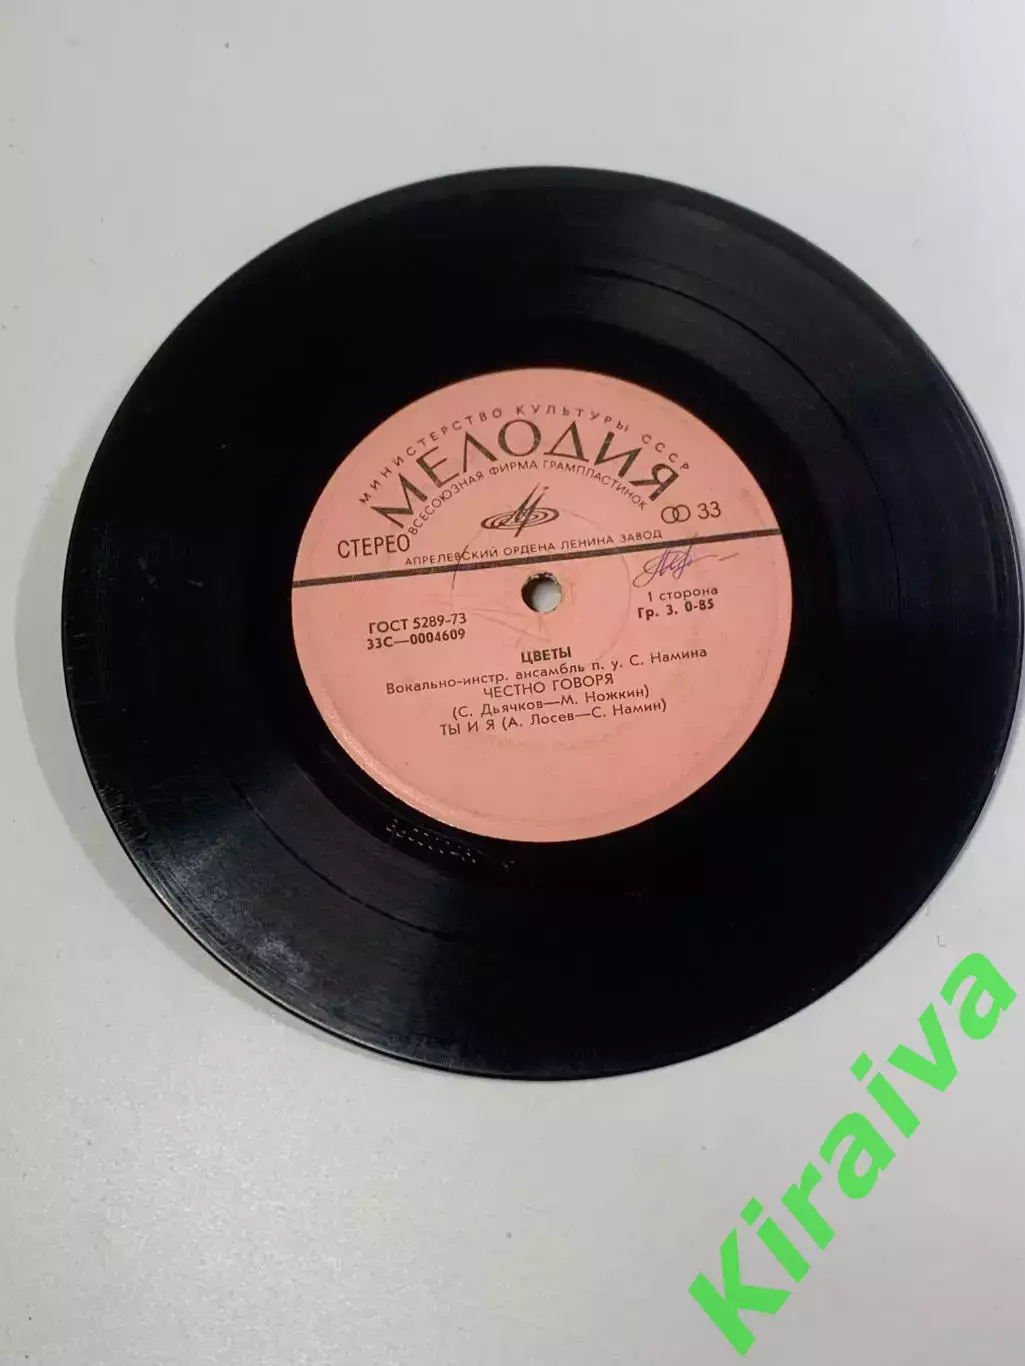 МИНИСТЕРСТВО КУЛЬТУРЫ СССР
МЕЛОДИЯ
ВСЕСОЮЗНАЯ ФИРМА ГРАМПЛАСТИНОК
СТЕРЕО
33
АПРЕЛЕВСКИЙ ОРДЕНА ЛЕНИНА ЗАВОД
ГОСТ 5289-73
33С—0004609
1 сторона
Гр. 3. 0-85
ЦВЕТЫ
Вокально-инстр. ансамбль п. у. С. Намина
ЧЕСТНО ГОВОРЯ
(С. Дьячков—М. Ножкин)
ТЫ И Я (А. Лосев—С. Намин)
Kiraiva